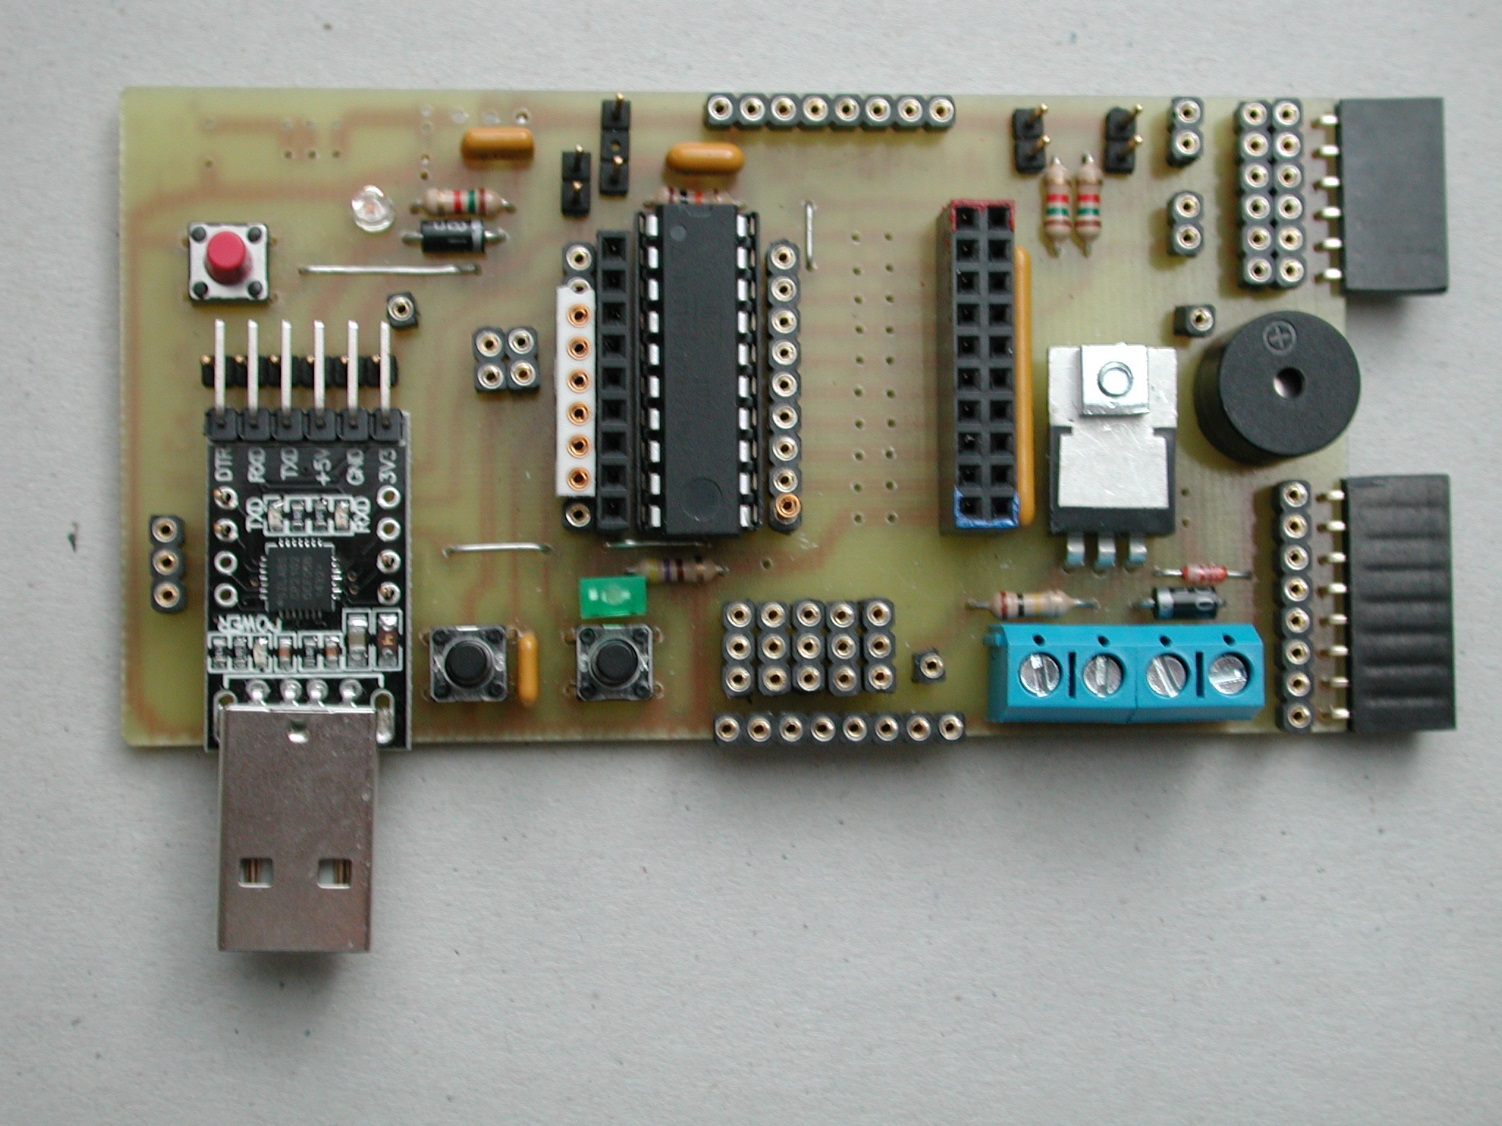 DTR
RXD
TXD
+5V
GND
3V3
TXD
RXD
POWER
+